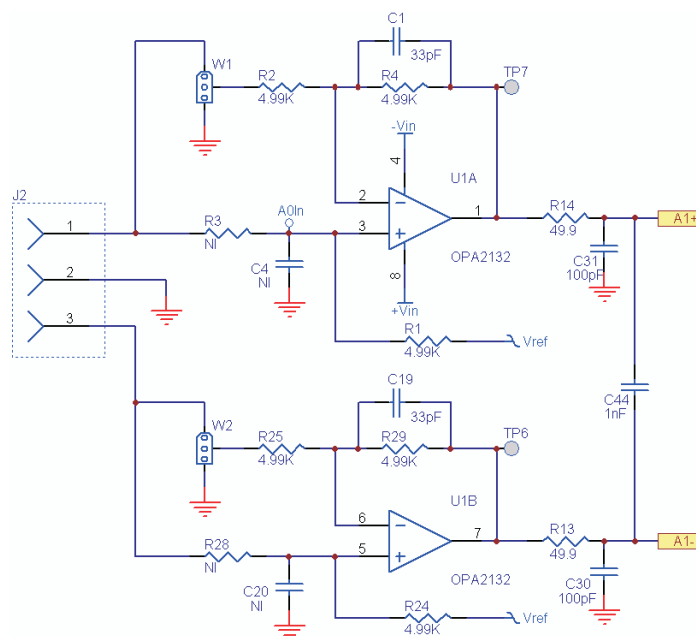 C1
33pF
W1
R2
4.99K
R4
4.99K
TP7
-Vin
4
U1A
J2
1
R3
NI
A0In
2
3
1
R14
49.9
A1+
C4
NI
OPA2132
C31
100pF
2
8
+Vin
3
R1
4.99K
Vref
C19
33pF
C44
1nF
W2
R25
4.99K
R29
4.99K
TP6
U1B
6
5
7
R13
49.9
A1-
R28
NI
C20
NI
OPA2132
C30
100pF
R24
4.99K
Vref